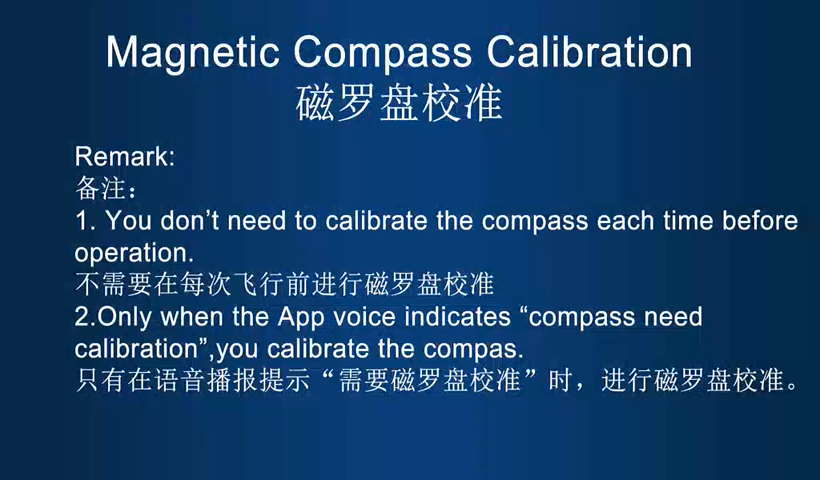 Magnetic Compass Calibration
磁罗盘校准
Remark:
备注：
1. You don’t need to calibrate the compass each time before
operation.
不需要在每次飞行前进行磁罗盘校准
2.Only when the App voice indicates “compass need
calibration”,you calibrate the compas.
只有在语音播报提示“需要磁罗盘校准”时，进行磁罗盘校准。